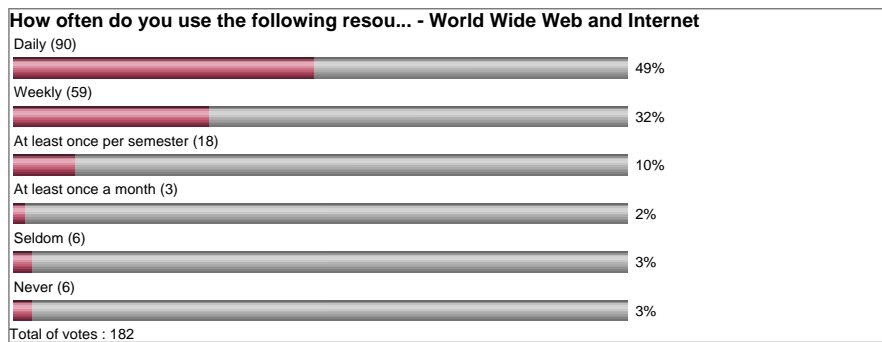 How often do you use the following resou... - World Wide Web and Internet
Daily (90)
49%
Weekly (59)
32%
At least once per semester (18)
10%
At least once a month (3)
2%
Seldom (6)
3%
Never (6)
3%
Total of votes : 182